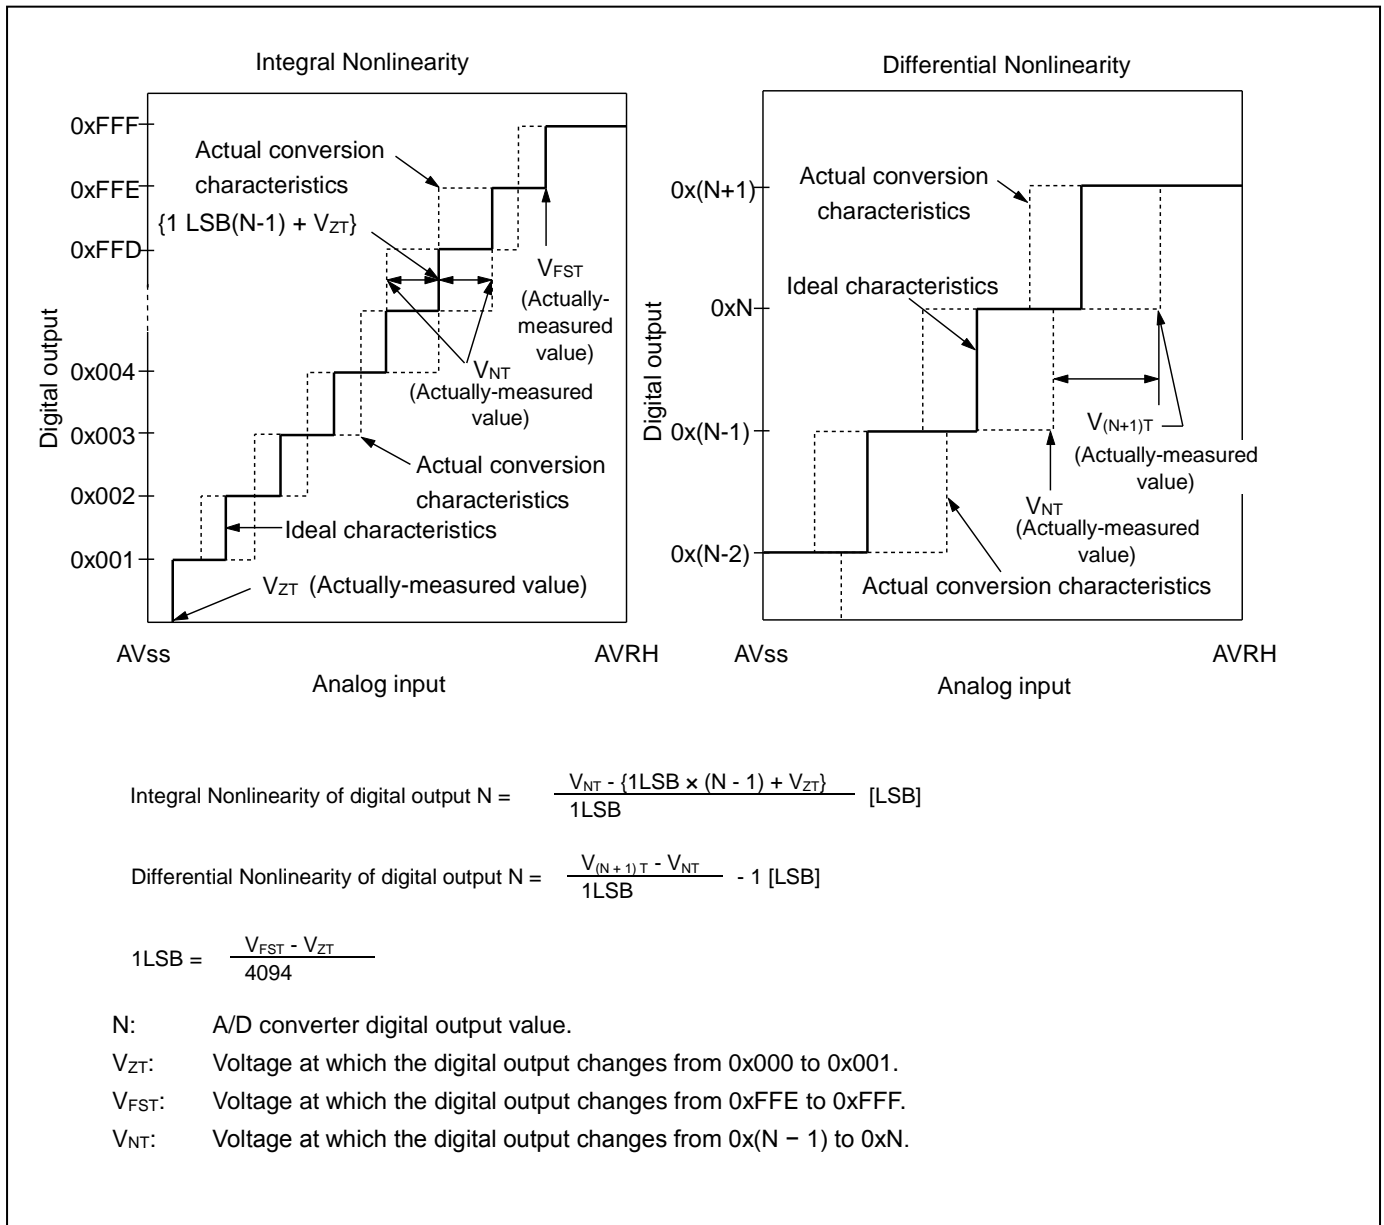 Integral Nonlinearity
0xFFF
0xFFE
0xFFD
0x004
0x003
0x002
0x001
Digital output
Actual conversion
characteristics
{1 LSB(N-1) + VZT}
VFST
(Actually-
measured
value)
VNT
(Actually-measured
value)
Actual conversion
characteristics
Ideal characteristics
VZT (Actually-measured value)
AVss
AVRH
Analog input
Differential Nonlinearity
0x(N+1)
0xN
0x(N-1)
0x(N-2)
Digital output
Actual conversion
characteristics
Ideal characteristics
V(N+1)T
(Actually-measured
value)
VNT
(Actually-measured
value)
Actual conversion characteristics
AVss
AVRH
Analog input
Integral Nonlinearity of digital output N = VNT - {1LSB × (N - 1) + VZT} [LSB]
1LSB
Differential Nonlinearity of digital output N = V(N + 1) T - VNT - 1 [LSB]
1LSB
1LSB = VFST - VZT
4094
N: A/D converter digital output value.
VZT: Voltage at which the digital output changes from 0x000 to 0x001.
VFST: Voltage at which the digital output changes from 0xFFE to 0xFFF.
VNT: Voltage at which the digital output changes from 0x(N − 1) to 0xN.